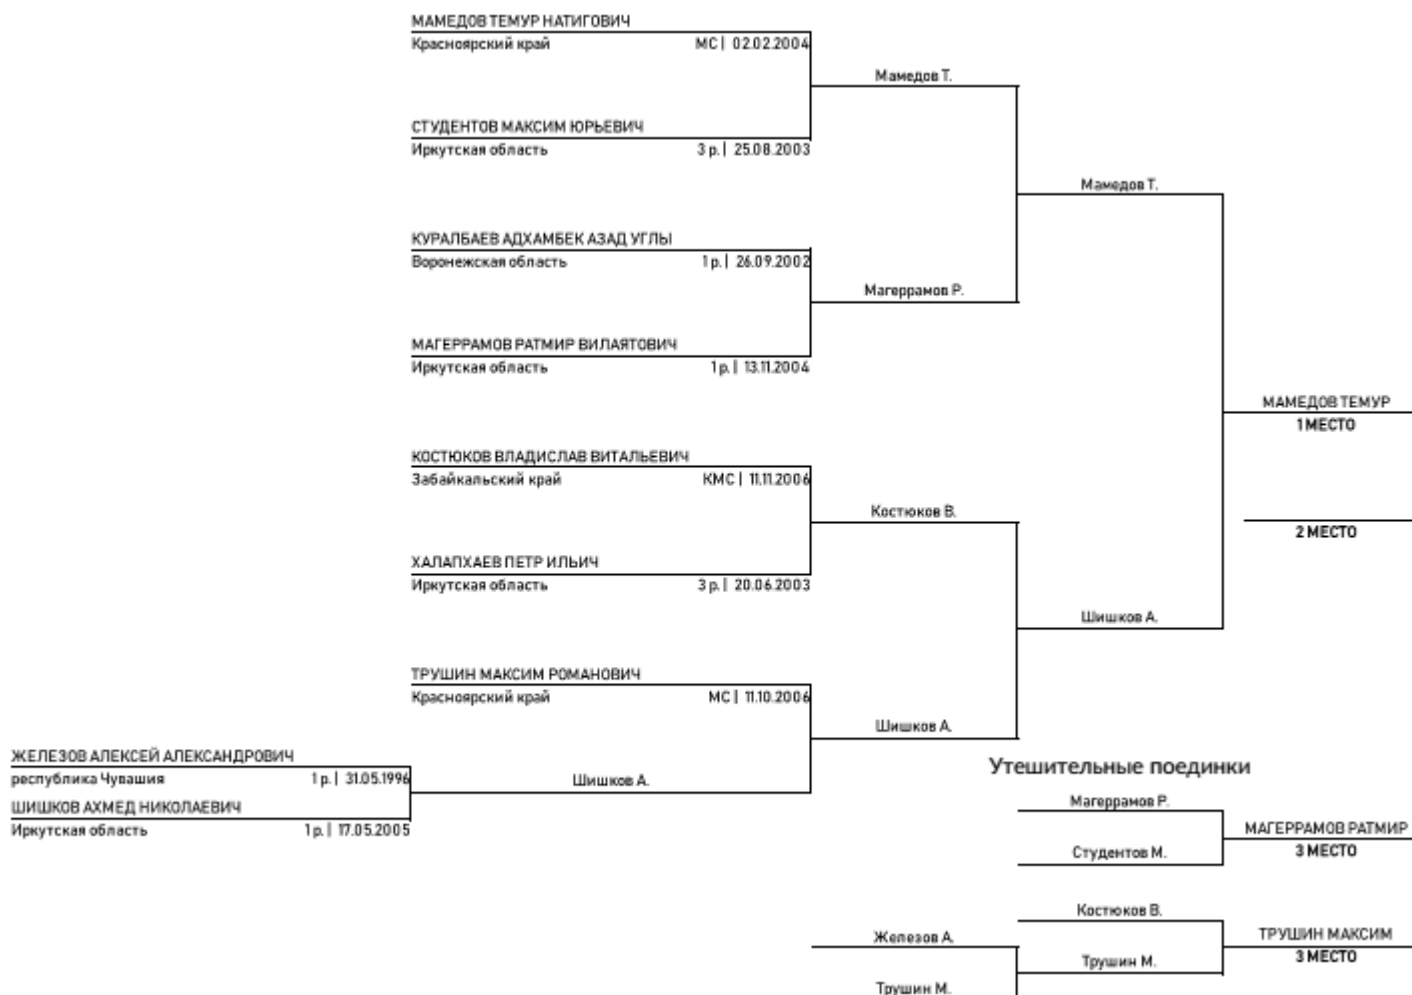 МАМЕДОВ ТЕМУР НАТИГОВИЧ
Красноярский край МС | 02.02.2004
Мамедов Т.
СТУДЕНТОВ МАКСИМ ЮРЬЕВИЧ
Иркутская область 3 р. | 25.08.2003
Мамедов Т.
КУРАЛБАЕВ АДХАМБЕК АЗАД УГЛЫ
Воронежская область 1 р. | 26.09.2002
Магеррамов Р.
МАГЕРРАМОВ РАТМИР ВИЛАЯТОВИЧ
Иркутская область 1 р. | 13.11.2004
МАМЕДОВ ТЕМУР
1 МЕСТО
КОСТЮКОВ ВЛАДИСЛАВ ВИТАЛЬЕВИЧ
Забайкальский край КМС | 11.11.2006
Костюков В.
2 МЕСТО
ХАЛАПХАЕВ ПЕТР ИЛЬИЧ
Иркутская область 3 р. | 20.06.2003
Шишков А.
ТРУШИН МАКСИМ РОМАНОВИЧ
Красноярский край МС | 11.10.2006
Шишков А.
ЖЕЛЕЗОВ АЛЕКСЕЙ АЛЕКСАНДРОВИЧ
республика Чувашия 1 р. | 31.05.1996
Шишков А.
ШИШКОВ АХМЕД НИКОЛАЕВИЧ
Иркутская область 1 р. | 17.05.2005
Утешительные поединки
Магеррамов Р.
МАГЕРРАМОВ РАТМИР
3 МЕСТО
Студентов М.
Костюков В.
ТРУШИН МАКСИМ
3 МЕСТО
Железов А.
Трушин М.
Трушин М.